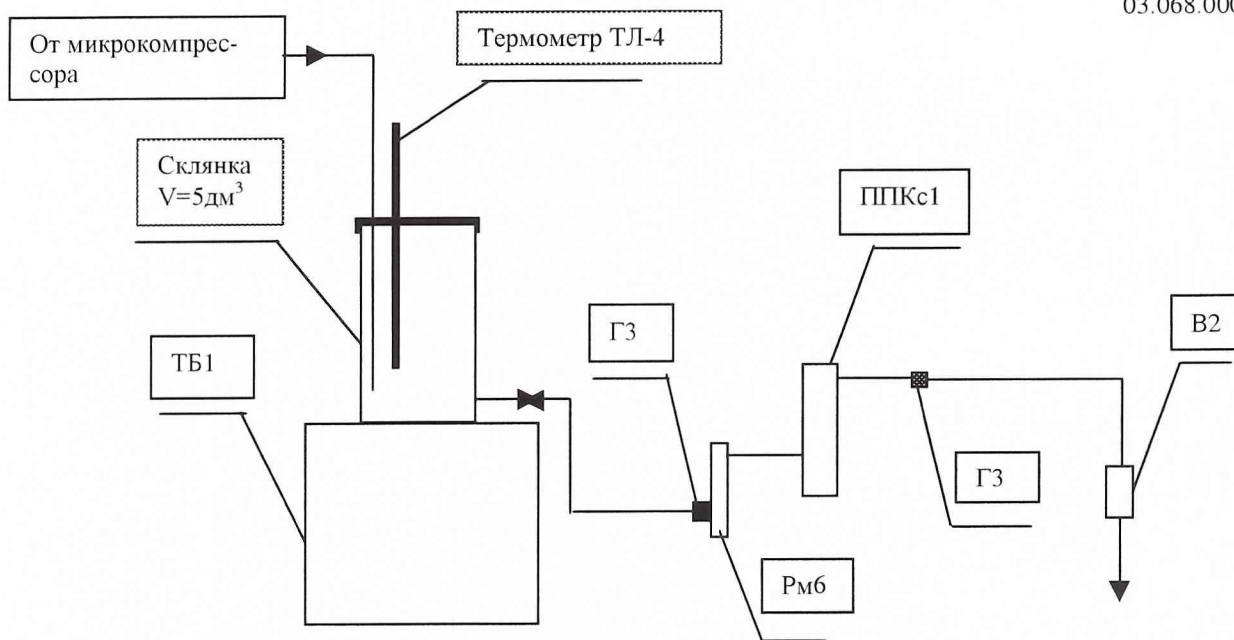 03.068.000
От микрокомпрес-
сора
Термометр ТЛ-4
Склянка
V=5дм³
ППКс1
Г3
В2
ТБ1
Г3
Рм6